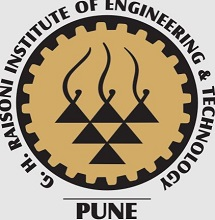 G. H. RAISONI INSTITUTE OF ENGINEERING & TECHNOLOGY
PUNE